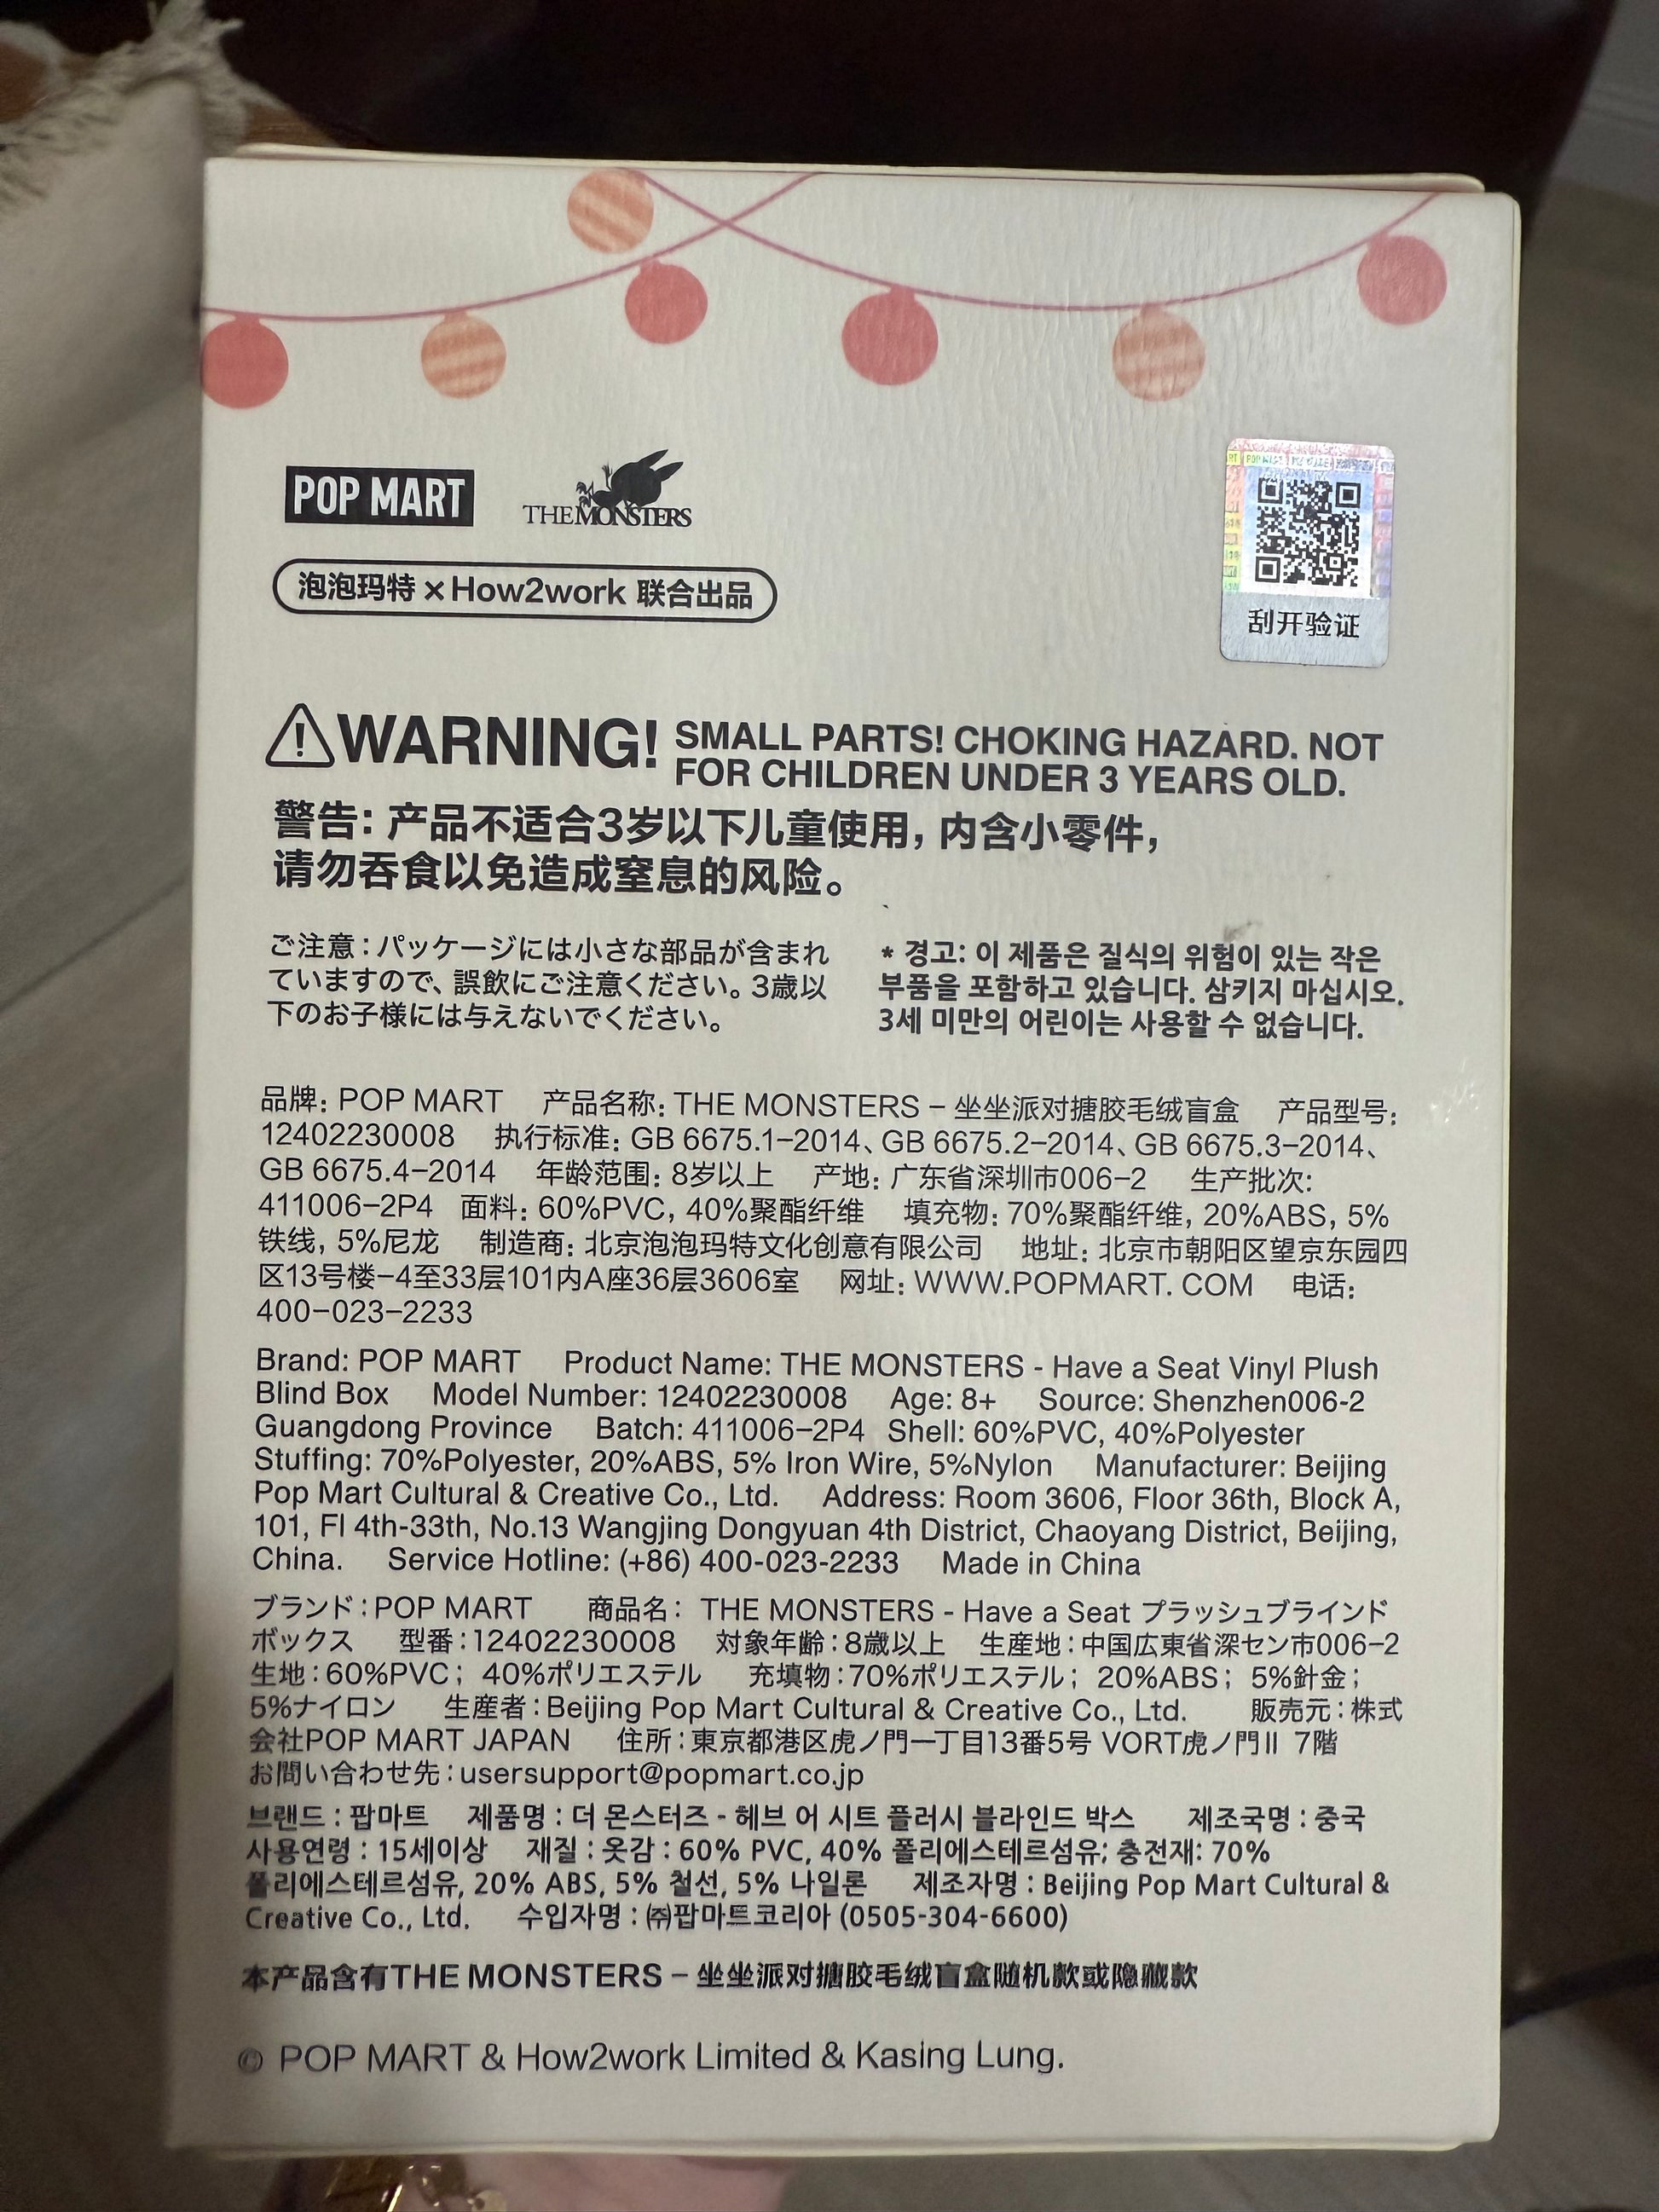 POP MART
THE MONSTERS
泡泡玛特 × How2work 联合出品
刮开验证
WARNING! SMALL PARTS! CHOKING HAZARD. NOT
FOR CHILDREN UNDER 3 YEARS OLD.
警告: 产品不适合3岁以下儿童使用, 内含小零件,
请勿吞食以免造成窒息的风险。
ご注意：パッケージには小さな部品が含まれ
ていますので、誤飲にご注意ください。3歳以
下のお子様には与えないでください。
* 경고: 이 제품은 질식의 위험이 있는 작은
부품을 포함하고 있습니다. 삼키지 마십시오.
3세 미만의 어린이는 사용할 수 없습니다.
品牌: POP MART 产品名称: THE MONSTERS – 坐坐派对搪胶毛绒盲盒 产品型号:
12402230008 执行标准: GB 6675.1–2014、GB 6675.2–2014、GB 6675.3–2014、
GB 6675.4–2014 年龄范围: 8岁以上 产地: 广东省深圳市006–2 生产批次:
411006–2P4 面料: 60%PVC, 40%聚酯纤维 填充物: 70%聚酯纤维, 20%ABS, 5%
铁线, 5%尼龙 制造商: 北京泡泡玛特文化创意有限公司 地址: 北京市朝阳区望京东园四
区13号楼–4至33层101内A座36层3606室 网址: WWW.POPMART. COM 电话:
400–023–2233
Brand: POP MART Product Name: THE MONSTERS - Have a Seat Vinyl Plush
Blind Box Model Number: 12402230008 Age: 8+ Source: Shenzhen006-2
Guangdong Province Batch: 411006–2P4 Shell: 60%PVC, 40%Polyester
Stuffing: 70%Polyester, 20%ABS, 5% Iron Wire, 5%Nylon Manufacturer: Beijing
Pop Mart Cultural & Creative Co., Ltd. Address: Room 3606, Floor 36th, Block A,
101, Fl 4th-33th, No.13 Wangjing Dongyuan 4th District, Chaoyang District, Beijing,
China. Service Hotline: (+86) 400-023-2233 Made in China
ブランド：POP MART 商品名： THE MONSTERS - Have a Seat プラッシュブラインド
ボックス 型番：12402230008 対象年齢：8歳以上 生産地：中国広東省深セン市006–2
生地：60%PVC； 40%ポリエステル 充填物：70%ポリエステル； 20%ABS； 5%針金；
5%ナイロン 生産者：Beijing Pop Mart Cultural & Creative Co., Ltd. 販売元：株式
会社POP MART JAPAN 住所：東京都港区虎ノ門一丁目13番5号 VORT虎ノ門II 7階
お問い合わせ先：usersupport@popmart.co.jp
브랜드 : 팝마트 제품명 : 더 몬스터즈 - 헤브 어 시트 플러시 블라인드 박스 제조국명 : 중국
사용연령 : 15세이상 재질 : 옷감 : 60% PVC, 40% 폴리에스테르섬유; 충전재: 70%
폴리에스테르섬유, 20% ABS, 5% 철선, 5% 나일론 제조자명 : Beijing Pop Mart Cultural &
Creative Co., Ltd. 수입자명 : ㈜팝마트코리아 (0505-304-6600)
本产品含有THE MONSTERS – 坐坐派对搪胶毛绒盲盒随机款或隐藏款
© POP MART & How2work Limited & Kasing Lung.